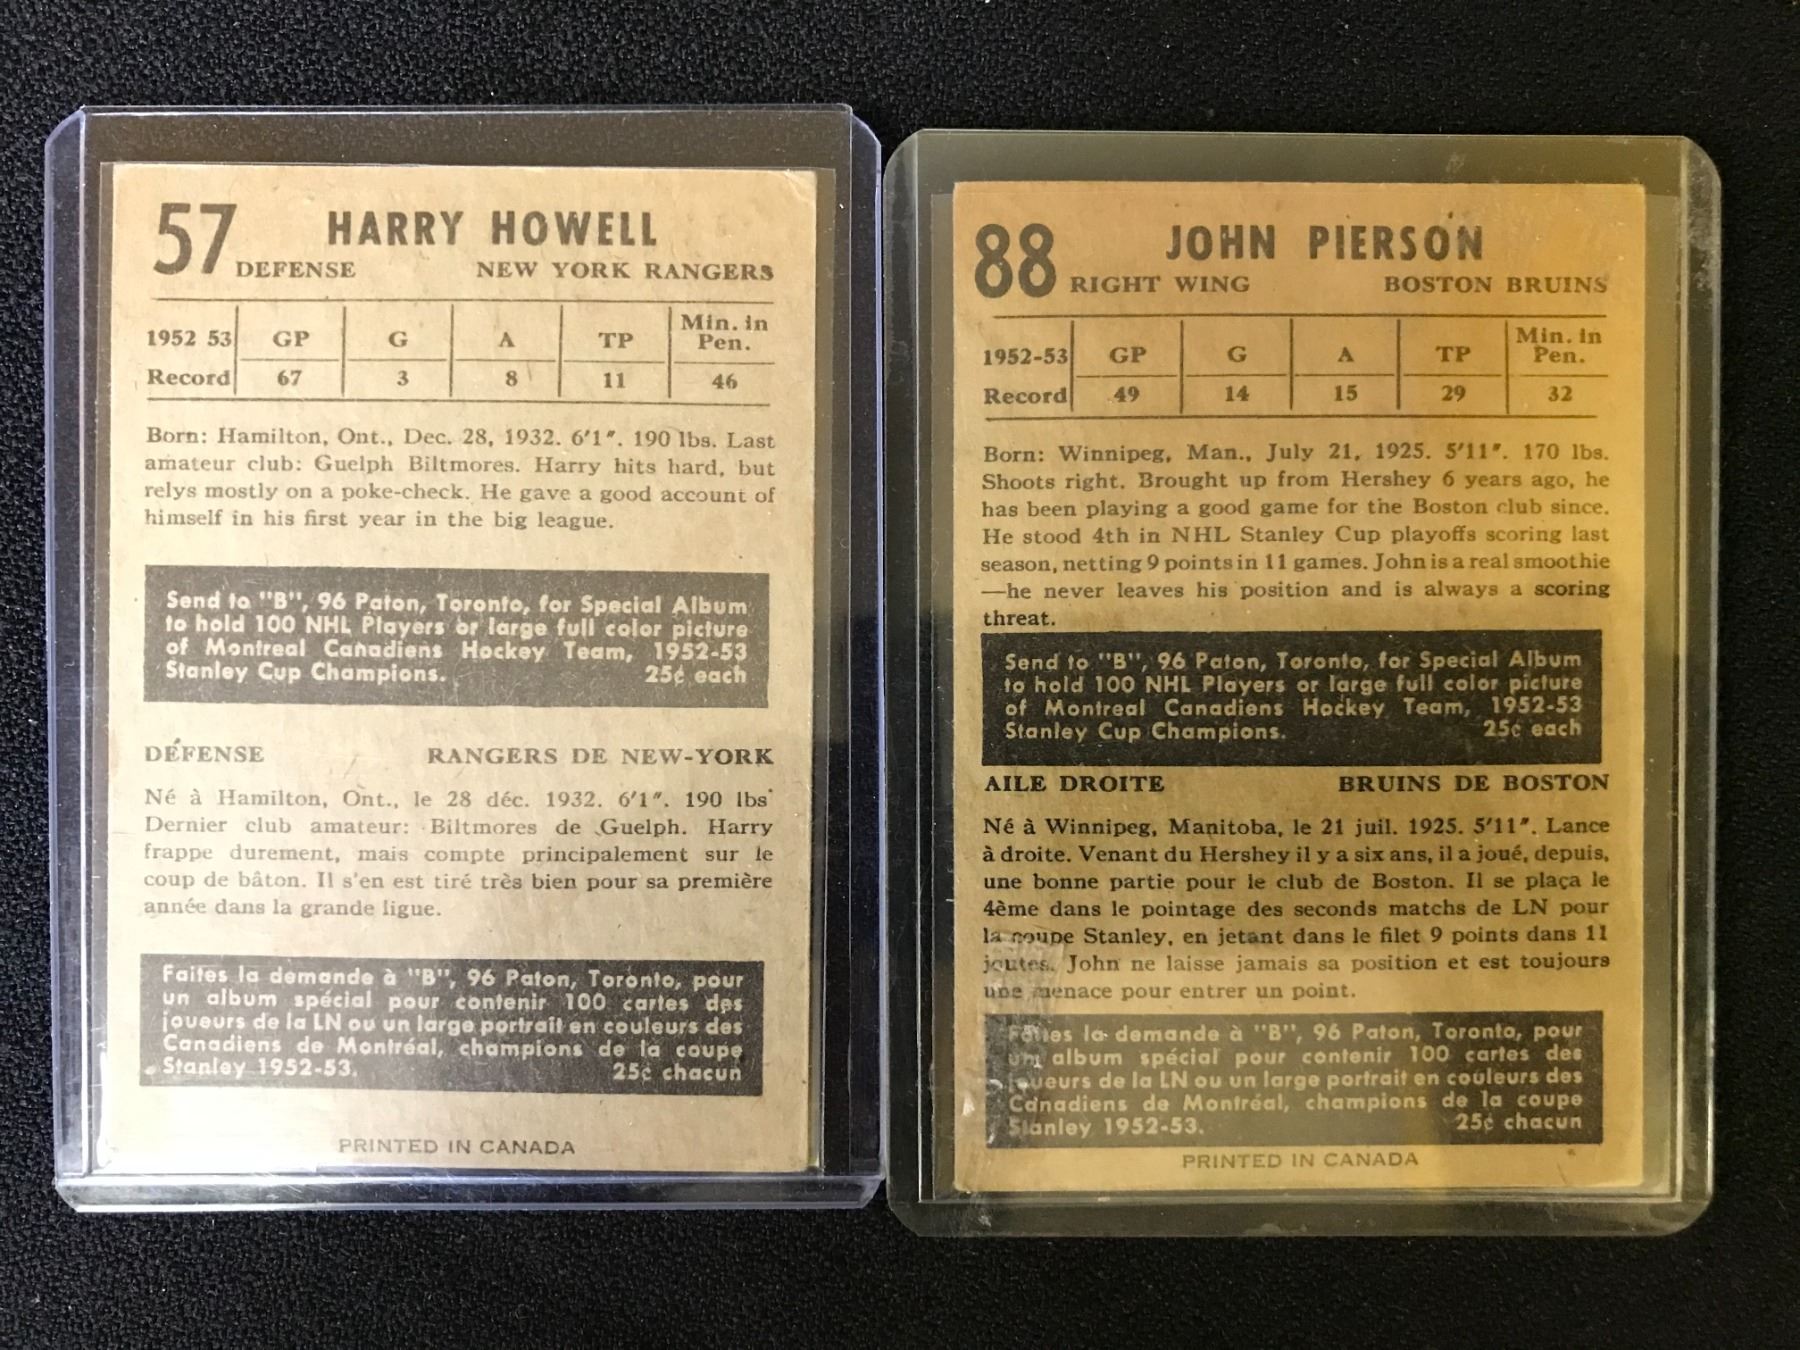 57 HARRY HOWELL
DEFENSE NEW YORK RANGERS
1952 53 GP G A TP Min. in Pen.
Record 67 3 8 11 46
Born: Hamilton, Ont., Dec. 28, 1932. 6'1". 190 lbs. Last
amateur club: Guelph Biltmores. Harry hits hard, but
relys mostly on a poke-check. He gave a good account of
himself in his first year in the big league.
Send to "B", 96 Paton, Toronto, for Special Album
to hold 100 NHL Players or large full color picture
of Montreal Canadiens Hockey Team, 1952-53
Stanley Cup Champions. 25¢ each
DÉFENSE RANGERS DE NEW-YORK
Né à Hamilton, Ont., le 28 déc. 1932. 6'1". 190 lbs
Dernier club amateur: Biltmores de Guelph. Harry
frappe durement, mais compte principalement sur le
coup de bâton. Il s'en est tiré très bien pour sa première
année dans la grande ligue.
Faites la demande à "B", 96 Paton, Toronto, pour
un album spécial pour contenir 100 cartes des
joueurs de la LN ou un large portrait en couleurs des
Canadiens de Montréal, champions de la coupe
Stanley 1952-53. 25¢ chacun
PRINTED IN CANADA
88 JOHN PIERSON
RIGHT WING BOSTON BRUINS
1952-53 GP G A TP Min. in Pen.
Record 49 14 15 29 32
Born: Winnipeg, Man., July 21, 1925. 5'11". 170 lbs.
Shoots right. Brought up from Hershey 6 years ago, he
has been playing a good game for the Boston club since.
He stood 4th in NHL Stanley Cup playoffs scoring last
season, netting 9 points in 11 games. John is a real smoothie
—he never leaves his position and is always a scoring
threat.
Send to "B", 96 Paton, Toronto, for Special Album
to hold 100 NHL Players or large full color picture
of Montreal Canadiens Hockey Team, 1952-53
Stanley Cup Champions. 25¢ each
AILE DROITE BRUINS DE BOSTON
Né à Winnipeg, Manitoba, le 21 juil. 1925. 5'11". Lance
à droite. Venant du Hershey il y a six ans, il a joué, depuis,
une bonne partie pour le club de Boston. Il se plaça le
4ème dans le pointage des seconds matchs de LN pour
la coupe Stanley, en jetant dans le filet 9 points dans 11
joutes. John ne laisse jamais sa position et est toujours
une menace pour entrer un point.
Faites la demande à "B", 96 Paton, Toronto, pour
un album spécial pour contenir 100 cartes des
joueurs de la LN ou un large portrait en couleurs des
Canadiens de Montréal, champions de la coupe
Stanley 1952-53. 25¢ chacun
PRINTED IN CANADA